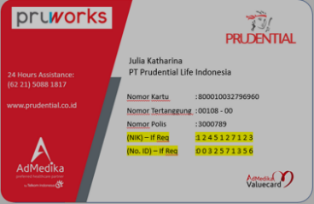 pruworks
PRUDENTIAL
Julia Katharina
PT Prudential Life Indonesia
24 Hours Assistance:
(62 21) 5088 1817
www.prudential.co.id
Nomor Kartu : 800010032796960
Nomor Tertanggung : 00108 - 00
Nomor Polis : 3000789
(NIK) – If Req : 1 2 4 5 1 2 7 1 2 3
(No. ID) – If Req : 0 0 3 2 5 7 1 3 5 6
AdMedika
by Telkom Indonesia
AdMedika
Valuecard